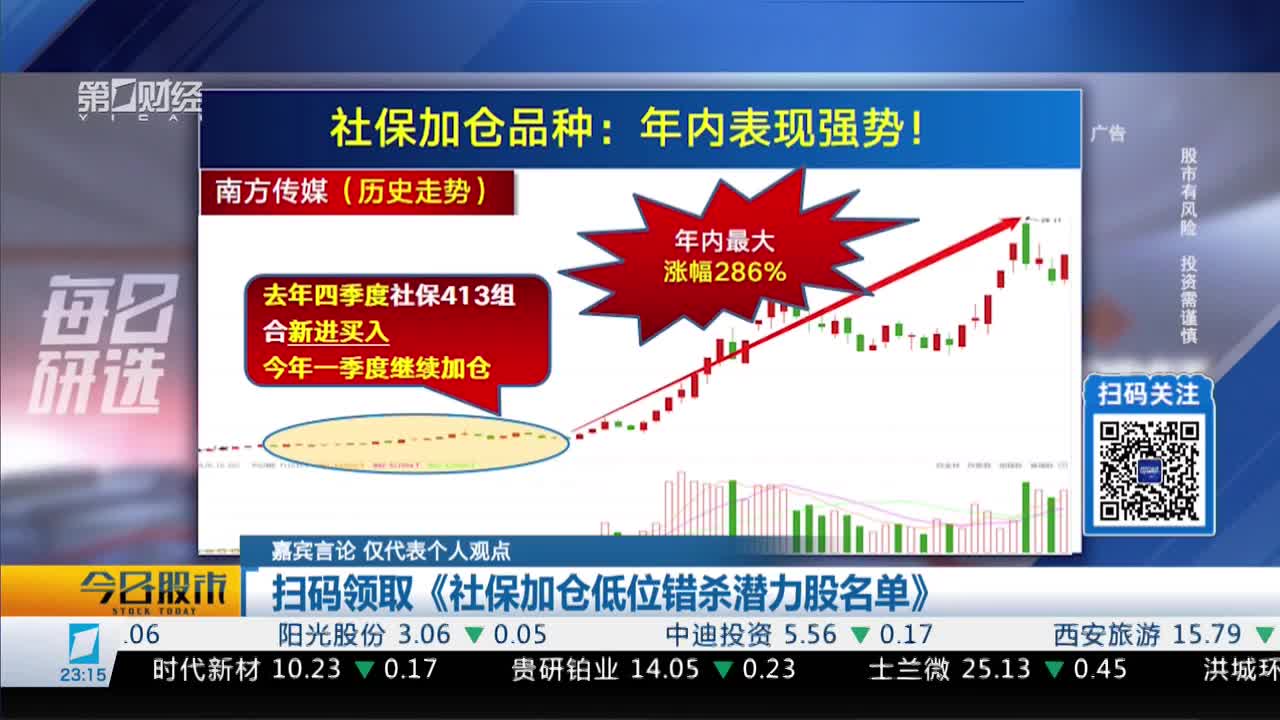 第1财经
YICAI
社保加仓品种：年内表现强势！
广告
股市有风险 投资需谨慎
南方传媒（历史走势）
年内最大
涨幅286%
去年四季度社保413组
合新进买入
今年一季度继续加仓
每日
研选
扫码关注
嘉宾言论 仅代表个人观点
今日股市
STOCK TODAY
扫码领取《社保加仓低位错杀潜力股名单》
.06 阳光股份 3.06 ▼ 0.05 中迪投资 5.56 ▼ 0.17 西安旅游 15.79 ▼
23:15
时代新材 10.23 ▼ 0.17 贵研铂业 14.05 ▼ 0.23 士兰微 25.13 ▼ 0.45 洪城环